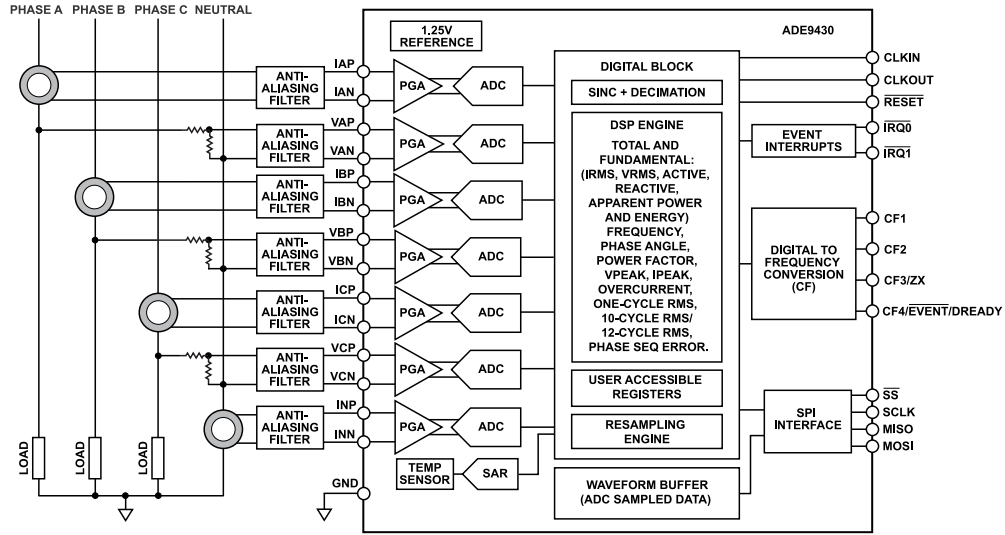 PHASE A PHASE B PHASE C NEUTRAL
1.25V
REFERENCE
ADE9430
ANTI-
ALIASING
FILTER
IAP
IAN
PGA
ADC
ANTI-
ALIASING
FILTER
VAP
VAN
PGA
ADC
ANTI-
ALIASING
FILTER
IBP
IBN
PGA
ADC
ANTI-
ALIASING
FILTER
VBP
VBN
PGA
ADC
ANTI-
ALIASING
FILTER
ICP
ICN
PGA
ADC
ANTI-
ALIASING
FILTER
VCP
VCN
PGA
ADC
ANTI-
ALIASING
FILTER
INP
INN
PGA
ADC
LOAD
LOAD
LOAD
GND
TEMP
SENSOR
SAR
DIGITAL BLOCK
SINC + DECIMATION
DSP ENGINE
TOTAL AND
FUNDAMENTAL:
(IRMS, VRMS, ACTIVE,
REACTIVE,
APPARENT POWER
AND ENERGY)
FREQUENCY,
PHASE ANGLE,
POWER FACTOR,
VPEAK, IPEAK,
OVERCURRENT,
ONE-CYCLE RMS,
10-CYCLE RMS/
12-CYCLE RMS,
PHASE SEQ ERROR.
USER ACCESSIBLE
REGISTERS
RESAMPLING
ENGINE
WAVEFORM BUFFER
(ADC SAMPLED DATA)
EVENT
INTERRUPTS
DIGITAL TO
FREQUENCY
CONVERSION
(CF)
SPI
INTERFACE
CLKIN
CLKOUT
RESET
IRQ0
IRQ1
CF1
CF2
CF3/ZX
CF4/EVENT/DREADY
SS
SCLK
MISO
MOSI